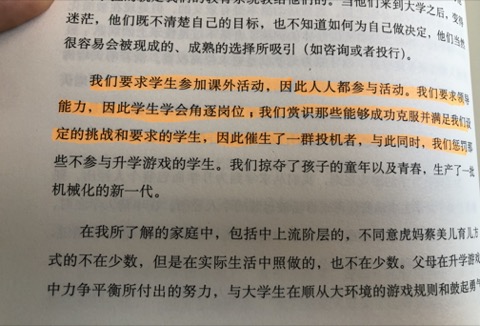 迷茫，他们既不清楚自己的目标，也不知道如何为自己做决定，他们当然
很容易会被现成的、成熟的选择所吸引（如咨询或者投行）。
我们要求学生参加课外活动，因此人人都参与活动。我们要求领导
能力，因此学生学会角逐岗位；我们赏识那些能够成功克服并满足我们设
定的挑战和要求的学生，因此催生了一群投机者，与此同时，我们惩罚那
些不参与升学游戏的学生。我们掠夺了孩子的童年以及青春，生产了一批
机械化的新一代。
在我所了解的家庭中，包括中上流阶层的，不同意虎妈蔡美儿育儿方
式的不在少数，但是在实际生活中照做的，也不在少数。父母在升学游戏
中力争平衡所付出的努力，与大学生在顺从大环境的游戏规则和鼓起勇气